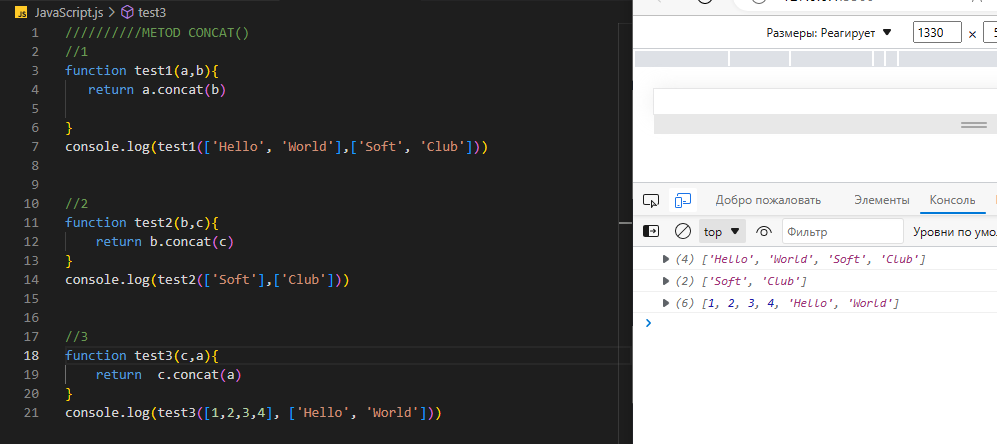 JS JavaScript.js > test3
1 //////////METOD CONCAT()
2 //1
3 function test1(a,b){
4 return a.concat(b)
5
6 }
7 console.log(test1(['Hello', 'World'],['Soft', 'Club']))
8
9
10 //2
11 function test2(b,c){
12 return b.concat(c)
13 }
14 console.log(test2(['Soft'],['Club']))
15
16
17 //3
18 function test3(c,a){
19 return  c.concat(a)
20 }
21 console.log(test3([1,2,3,4], ['Hello', 'World']))
Размеры: Реагирует ▼ 1330 ×
Добро пожаловать Элементы Консоль
top ▼ Фильтр Уровни по умол
▶ (4) ['Hello', 'World', 'Soft', 'Club']
▶ (2) ['Soft', 'Club']
▶ (6) [1, 2, 3, 4, 'Hello', 'World']
>